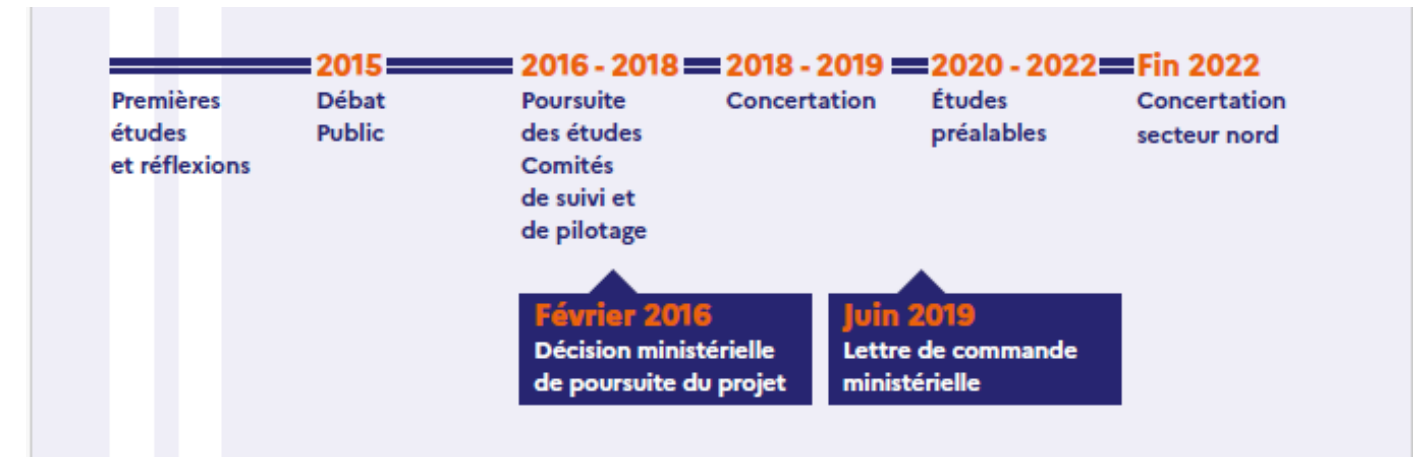 2015
2016 - 2018
2018 - 2019
2020 - 2022
Fin 2022
Premières
études
et réflexions
Débat
Public
Poursuite
des études
Comités
de suivi et
de pilotage
Concertation
Études
préalables
Concertation
secteur nord
Février 2016
Décision ministérielle
de poursuite du projet
Juin 2019
Lettre de commande
ministérielle